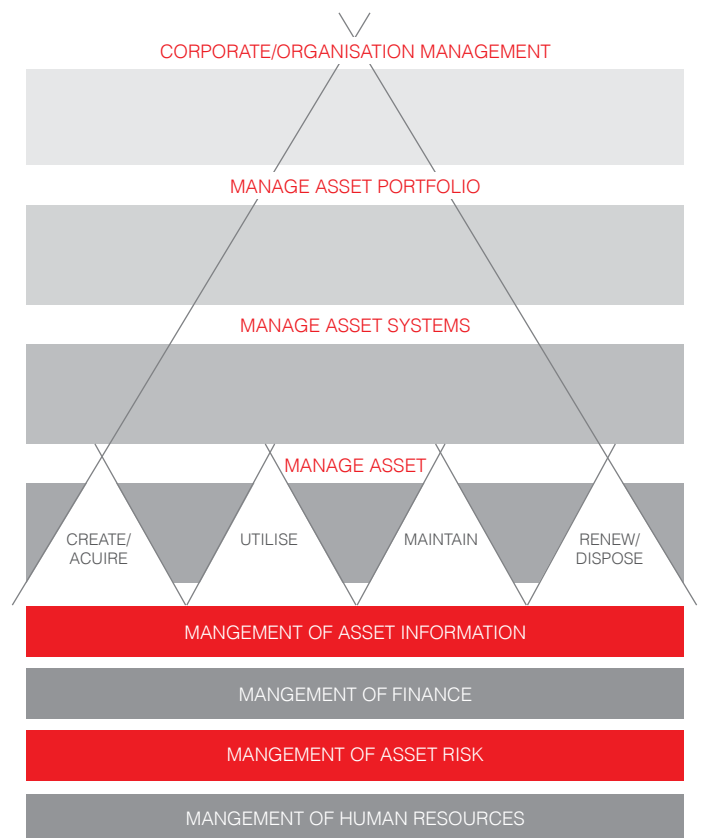 CORPORATE/ORGANISATION MANAGEMENT
MANAGE ASSET PORTFOLIO
MANAGE ASSET SYSTEMS
MANAGE ASSET
CREATE/
ACUIRE
UTILISE
MAINTAIN
RENEW/
DISPOSE
MANGEMENT OF ASSET INFORMATION
MANGEMENT OF FINANCE
MANGEMENT OF ASSET RISK
MANGEMENT OF HUMAN RESOURCES